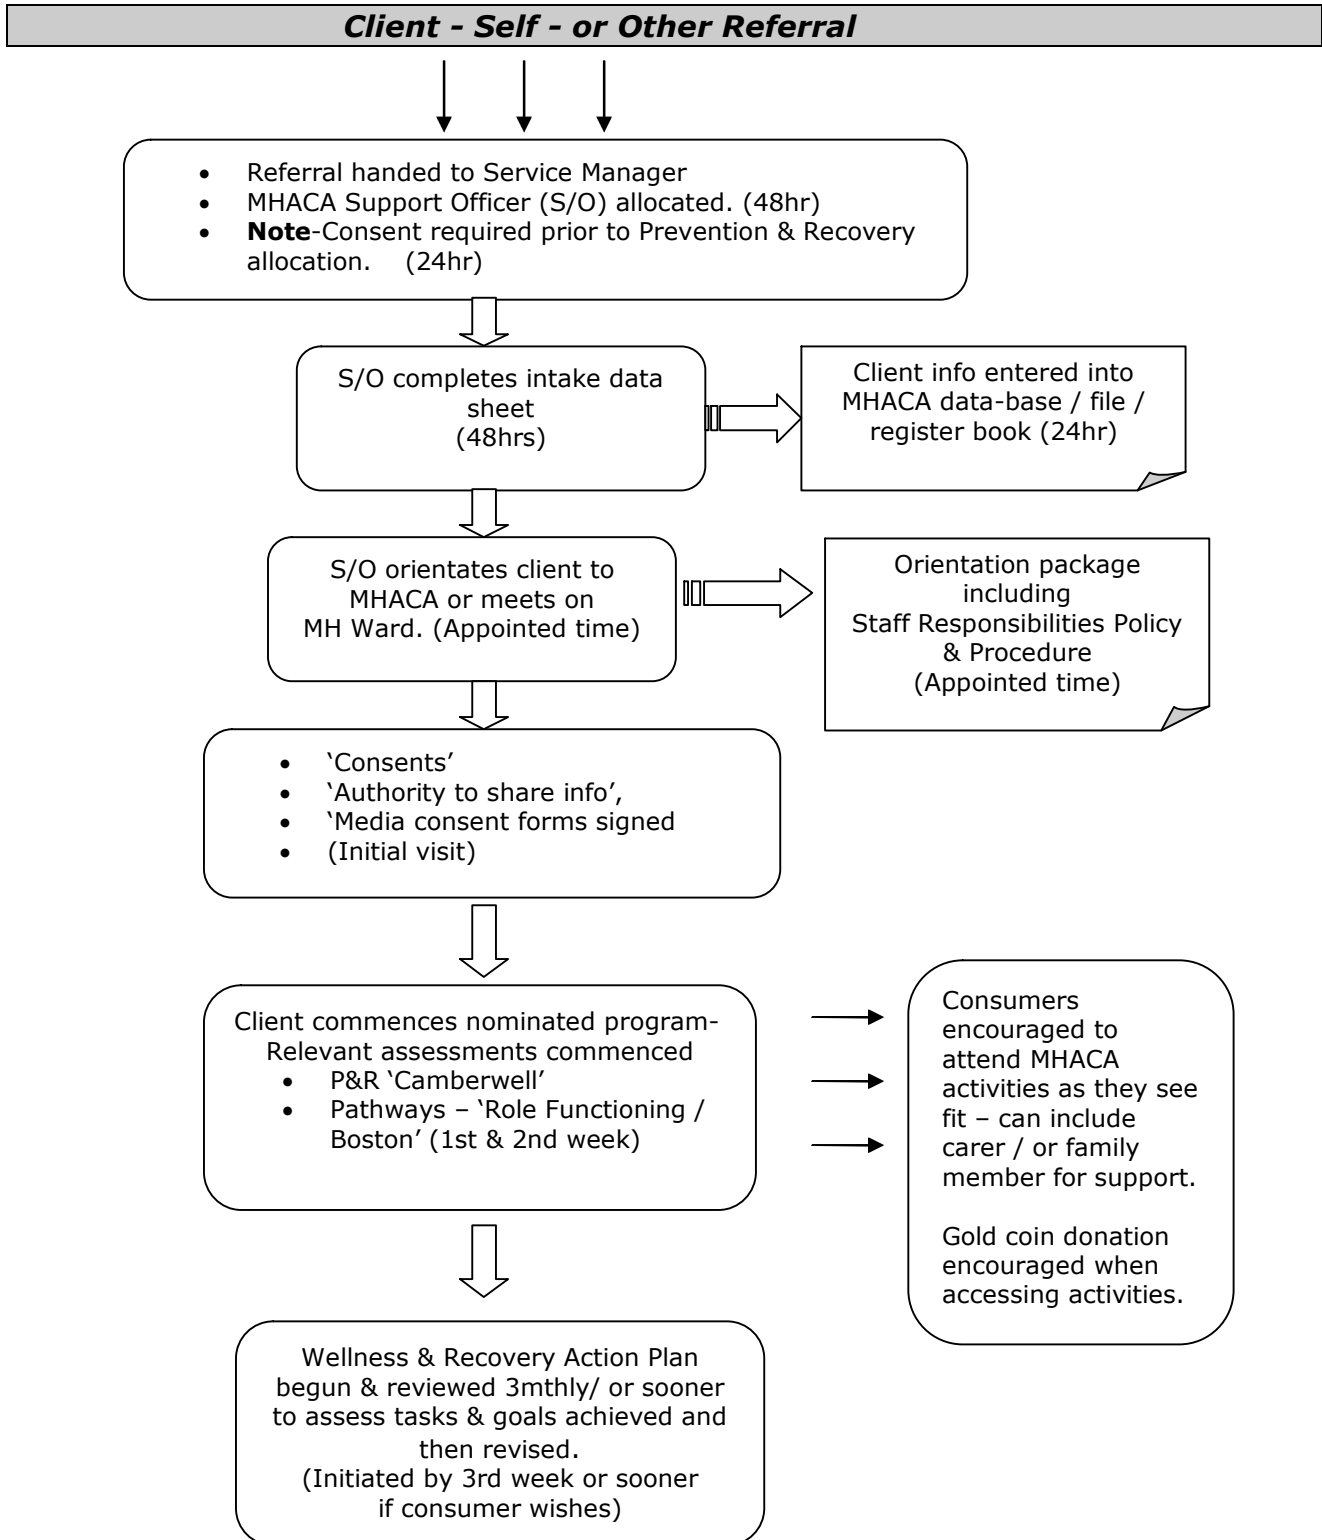 Client - Self - or Other Referral
• Referral handed to Service Manager
• MHACA Support Officer (S/O) allocated. (48hr)
• Note-Consent required prior to Prevention & Recovery
allocation. (24hr)
S/O completes intake data
sheet
(48hrs)
Client info entered into
MHACA data-base / file /
register book (24hr)
S/O orientates client to
MHACA or meets on
MH Ward. (Appointed time)
Orientation package
including
Staff Responsibilities Policy
& Procedure
(Appointed time)
• ‘Consents’
• ‘Authority to share info’,
• ‘Media consent forms signed
• (Initial visit)
Client commences nominated program-
Relevant assessments commenced
• P&R ‘Camberwell’
• Pathways – ‘Role Functioning /
Boston’ (1st & 2nd week)
Consumers
encouraged to
attend MHACA
activities as they see
fit – can include
carer / or family
member for support.
Gold coin donation
encouraged when
accessing activities.
Wellness & Recovery Action Plan
begun & reviewed 3mthly/ or sooner
to assess tasks & goals achieved and
then revised.
(Initiated by 3rd week or sooner
if consumer wishes)